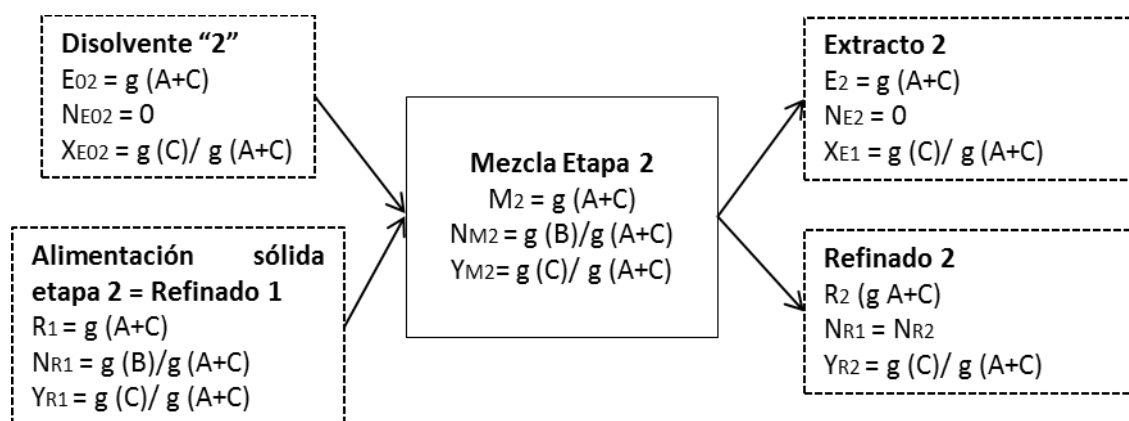 Disolvente “2”
E02 = g (A+C)
NE02 = 0
XE02 = g (C)/ g (A+C)
Alimentación sólida
etapa 2 = Refinado 1
R1 = g (A+C)
NR1 = g (B)/g (A+C)
YR1 = g (C)/ g (A+C)
Mezcla Etapa 2
M2 = g (A+C)
NM2 = g (B)/g (A+C)
YM2= g (C)/ g (A+C)
Extracto 2
E2 = g (A+C)
NE2 = 0
XE1 = g (C)/ g (A+C)
Refinado 2
R2 (g A+C)
NR1 = NR2
YR2 = g (C)/ g (A+C)